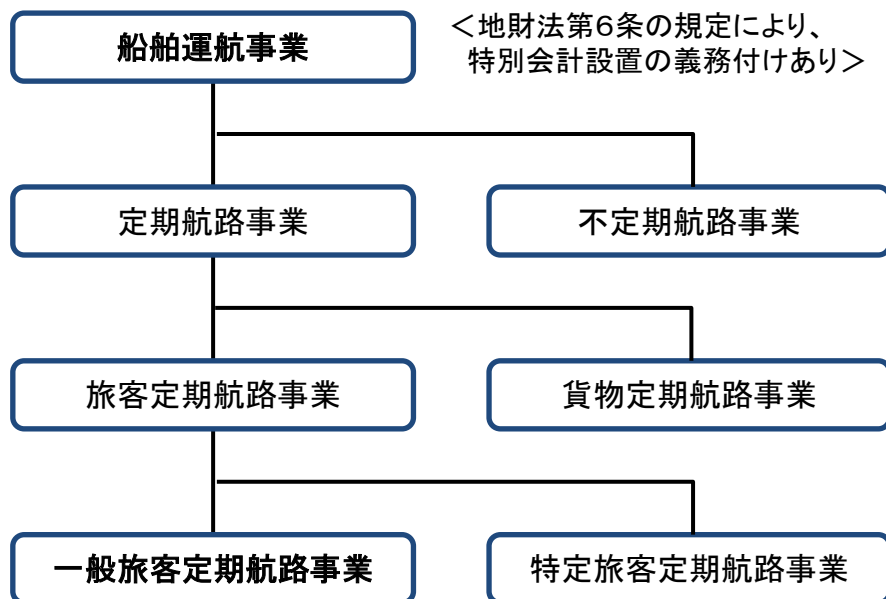 船舶運航事業
＜地財法第６条の規定により、
特別会計設置の義務付けあり＞
定期航路事業
不定期航路事業
旅客定期航路事業
貨物定期航路事業
一般旅客定期航路事業
特定旅客定期航路事業